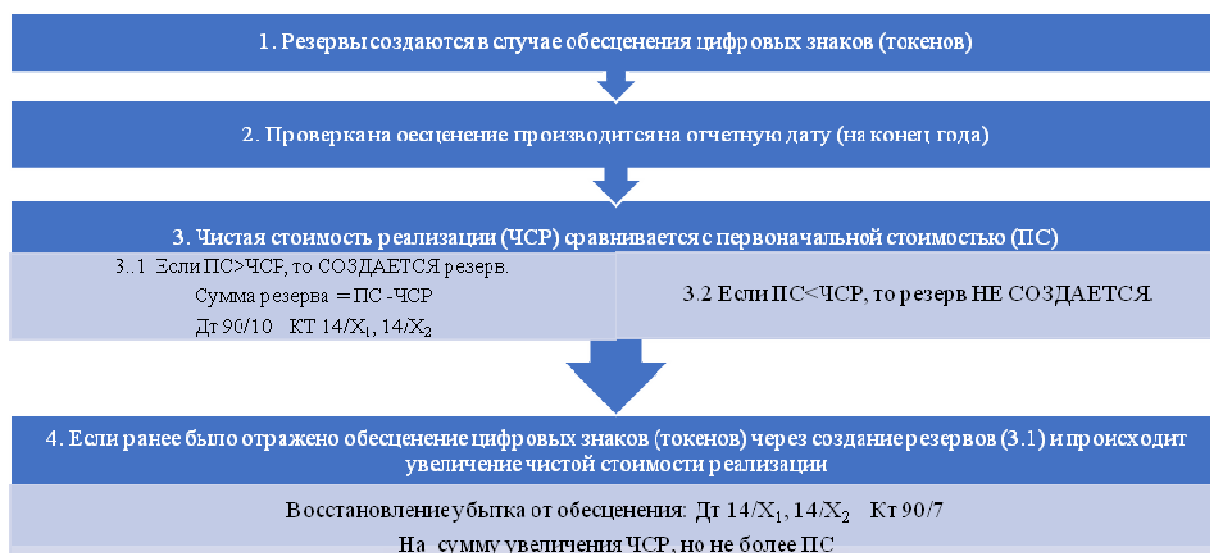 1. Резервы создаются в случае обесценения цифровых знаков (токенов)
2. Проверка на оесценение производится на отчетную дату (на конец года)
3. Чистая стоимость реализации (ЧСР) сравнивается с первоначальной стоимостью (ПС)
3..1 Если ПС>ЧСР, то СОЗДАЕТСЯ резерв.
Сумма резерва = ПС -ЧСР
Дт 90/10 КТ 14/X₁, 14/X₂
3.2 Если ПС<ЧСР, то резерв НЕ СОЗДАЕТСЯ.
4. Если ранее было отражено обесценение цифровых знаков (токенов) через создание резервов (3.1) и происходит
увеличение чистой стоимости реализации
Восстановление убытка от обесценения: Дт 14/X₁, 14/X₂ Кт 90/7
На сумму увеличения ЧСР, но не более ПС